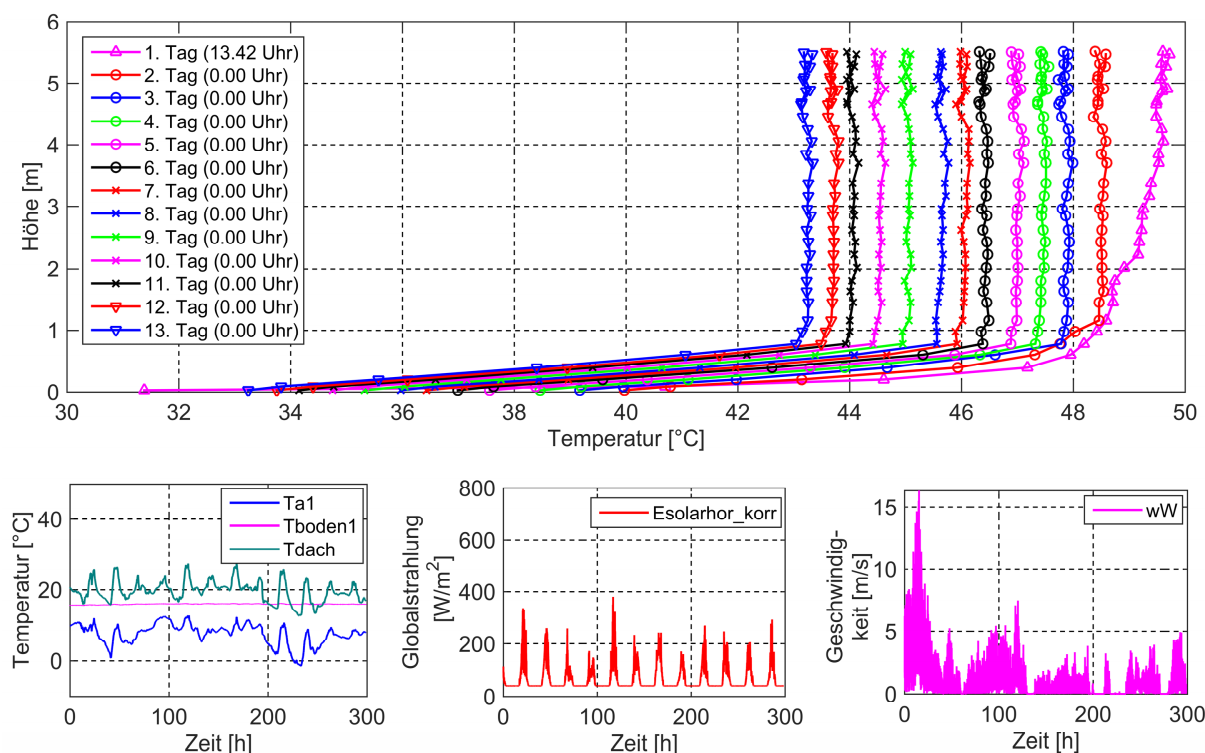 6
5
4
3
2
1
0
Höhe [m]
1. Tag (13.42 Uhr)
2. Tag (0.00 Uhr)
3. Tag (0.00 Uhr)
4. Tag (0.00 Uhr)
5. Tag (0.00 Uhr)
6. Tag (0.00 Uhr)
7. Tag (0.00 Uhr)
8. Tag (0.00 Uhr)
9. Tag (0.00 Uhr)
10. Tag (0.00 Uhr)
11. Tag (0.00 Uhr)
12. Tag (0.00 Uhr)
13. Tag (0.00 Uhr)
30 32 34 36 38 40 42 44 46 48 50
Temperatur [°C]
Temperatur [°C]
40
20
0
Ta1
Tboden1
Tdach
0 100 200 300
Zeit [h]
Globalstrahlung
[W/m²]
800
600
400
200
0
Esolarhor_korr
0 100 200 300
Zeit [h]
Geschwindig-
keit [m/s]
15
10
5
0
wW
0 100 200 300
Zeit [h]